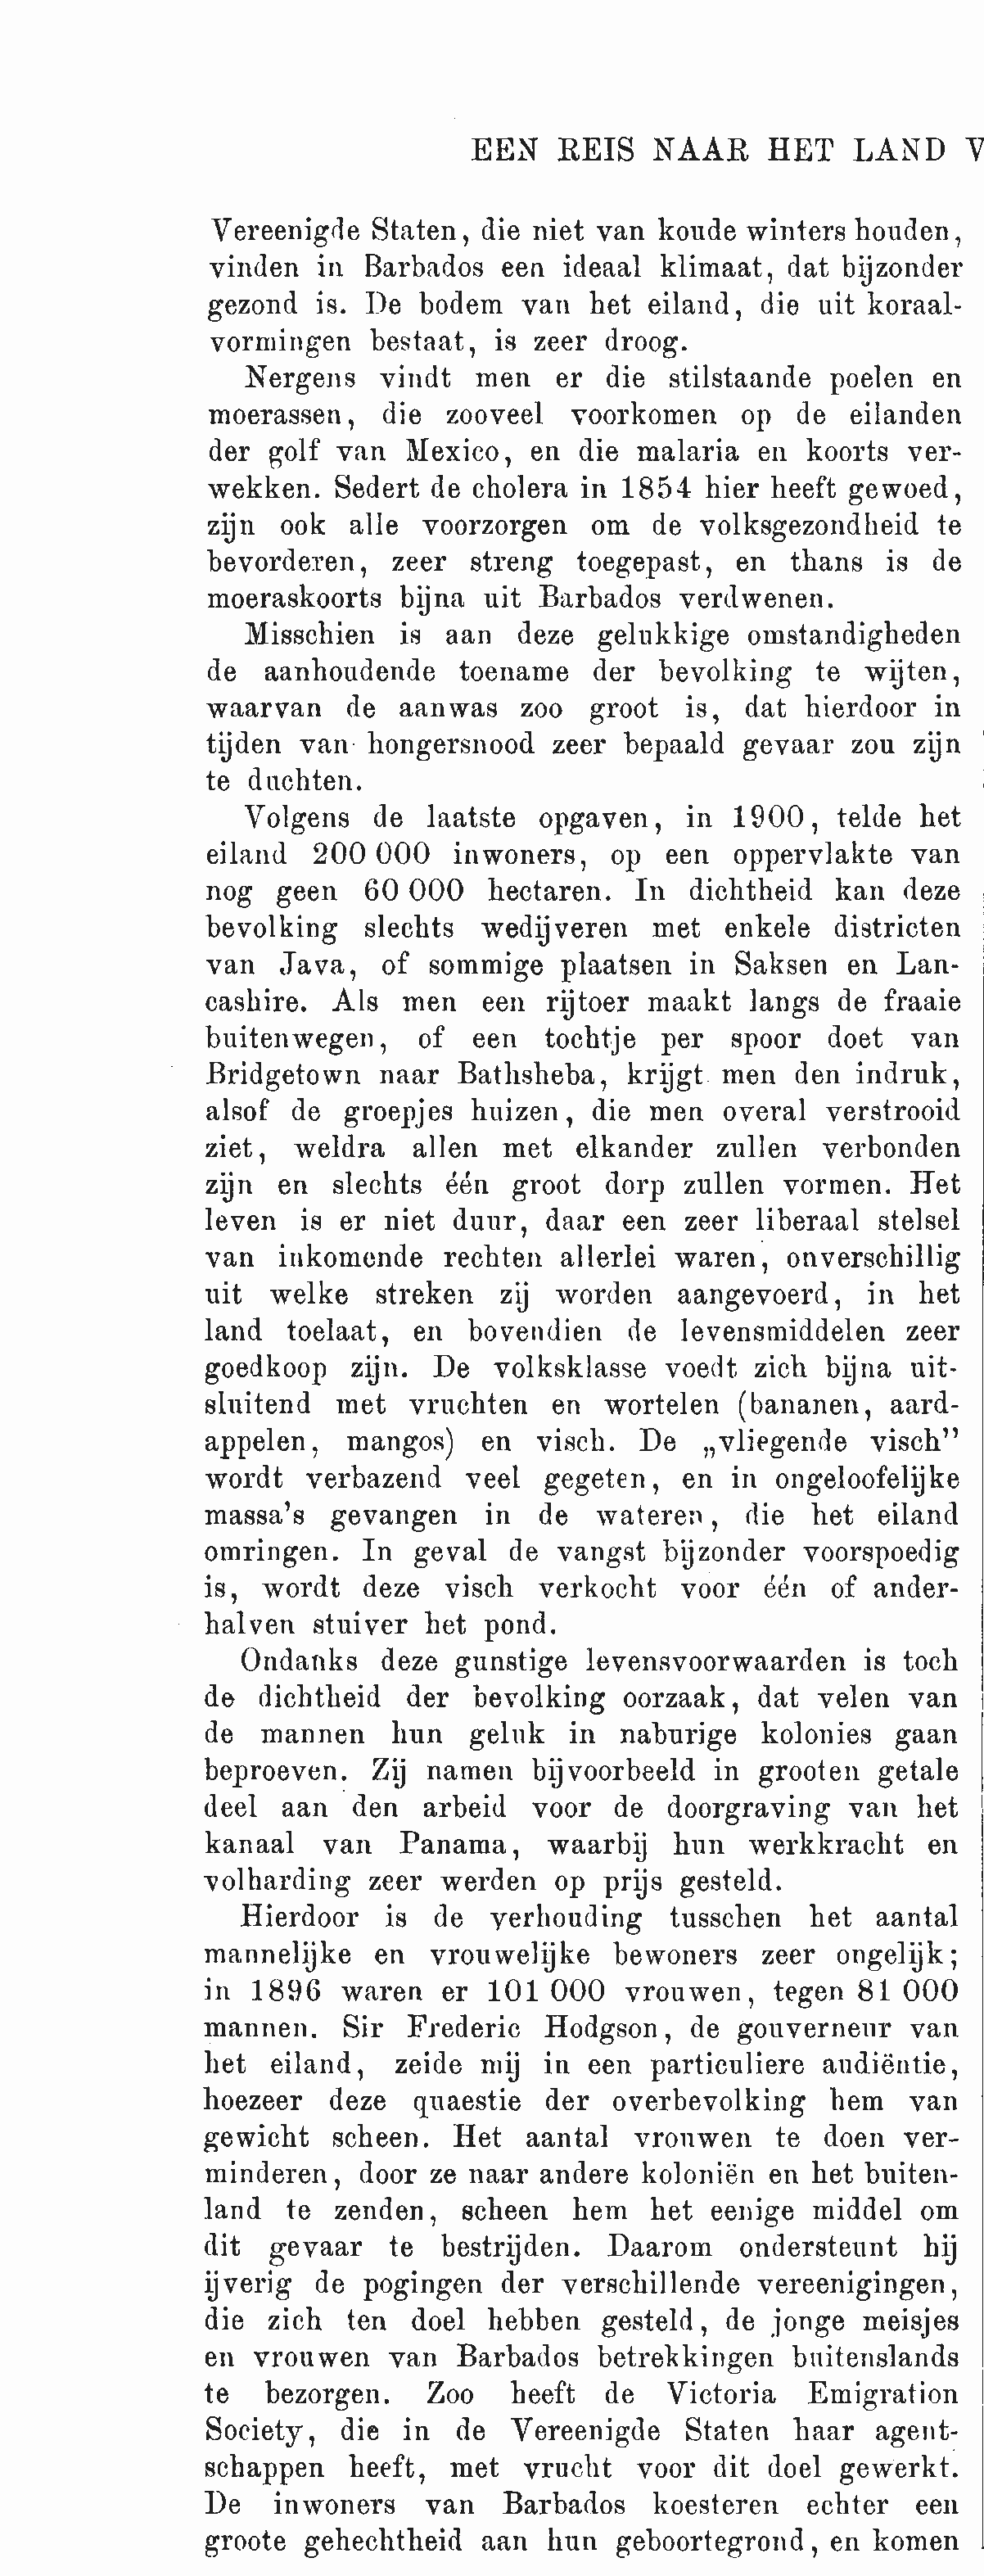 EEN REIS NAAR HET LAND V
Vereenigde Staten, die niet van koude winters houden,
vinden in Barbados een ideaal klimaat, dat bijzonder
gezond is. De bodem van het eiland, die uit koraal-
vormingen bestaat, is zeer droog.
Nergens vindt men er die stilstaande poelen en
moerassen, die zooveel voorkomen op de eilanden
der golf van Mexico, en die malaria en koorts ver-
wekken. Sedert de cholera in 1854 hier heeft gewoed,
zijn ook alle voorzorgen om de volksgezondheid te
bevorderen, zeer streng toegepast, en thans is de
moeraskoorts bijna uit Barbados verdwenen.
Misschien is aan deze gelukkige omstandigheden
de aanhoudende toename der bevolking te wijten,
waarvan de aanwas zoo groot is, dat hierdoor in
tijden van hongersnood zeer bepaald gevaar zou zijn
te duchten.
Volgens de laatste opgaven, in 1900, telde het
eiland 200 000 inwoners, op een oppervlakte van
nog geen 60 000 hectaren. In dichtheid kan deze
bevolking slechts wedijveren met enkele districten
van Java, of sommige plaatsen in Saksen en Lan-
cashire. Als men een rijtoer maakt langs de fraaie
buitenwegen, of een tochtje per spoor doet van
Bridgetown naar Bathsheba, krijgt men den indruk,
alsof de groepjes huizen, die men overal verstrooid
ziet, weldra allen met elkander zullen verbonden
zijn en slechts één groot dorp zullen vormen. Het
leven is er niet duur, daar een zeer liberaal stelsel
van inkomende rechten allerlei waren, onverschillig
uit welke streken zij worden aangevoerd, in het
land toelaat, en bovendien de levensmiddelen zeer
goedkoop zijn. De volksklasse voedt zich bijna uit-
sluitend met vruchten en wortelen (bananen, aard-
appelen, mangos) en visch. De „vliegende visch”
wordt verbazend veel gegeten, en in ongeloofelijke
massa's gevangen in de wateren, die het eiland
omringen. In geval de vangst bijzonder voorspoedig
is, wordt deze visch verkocht voor één of ander-
halven stuiver het pond.
Ondanks deze gunstige levensvoorwaarden is toch
de dichtheid der bevolking oorzaak, dat velen van
de mannen hun geluk in naburige kolonies gaan
beproeven. Zij namen bijvoorbeeld in grooten getale
deel aan den arbeid voor de doorgraving van het
kanaal van Panama, waarbij hun werkkracht en
volharding zeer werden op prijs gesteld.
Hierdoor is de verhouding tusschen het aantal
mannelijke en vrouwelijke bewoners zeer ongelijk;
in 1896 waren er 101 000 vrouwen, tegen 81 000
mannen. Sir Frederic Hodgson, de gouverneur van
het eiland, zeide mij in een particuliere audiëntie,
hoezeer deze quaestie der overbevolking hem van
gewicht scheen. Het aantal vrouwen te doen ver-
minderen, door ze naar andere koloniën en het buiten-
land te zenden, scheen hem het eenige middel om
dit gevaar te bestrijden. Daarom ondersteunt hij
ijverig de pogingen der verschillende vereenigingen,
die zich ten doel hebben gesteld, de jonge meisjes
en vrouwen van Barbados betrekkingen buitenslands
te bezorgen. Zoo heeft de Victoria Emigration
Society, die in de Vereenigde Staten haar agent-
schappen heeft, met vrucht voor dit doel gewerkt.
De inwoners van Barbados koesteren echter een
groote gehechtheid aan hun geboortegrond, en komen